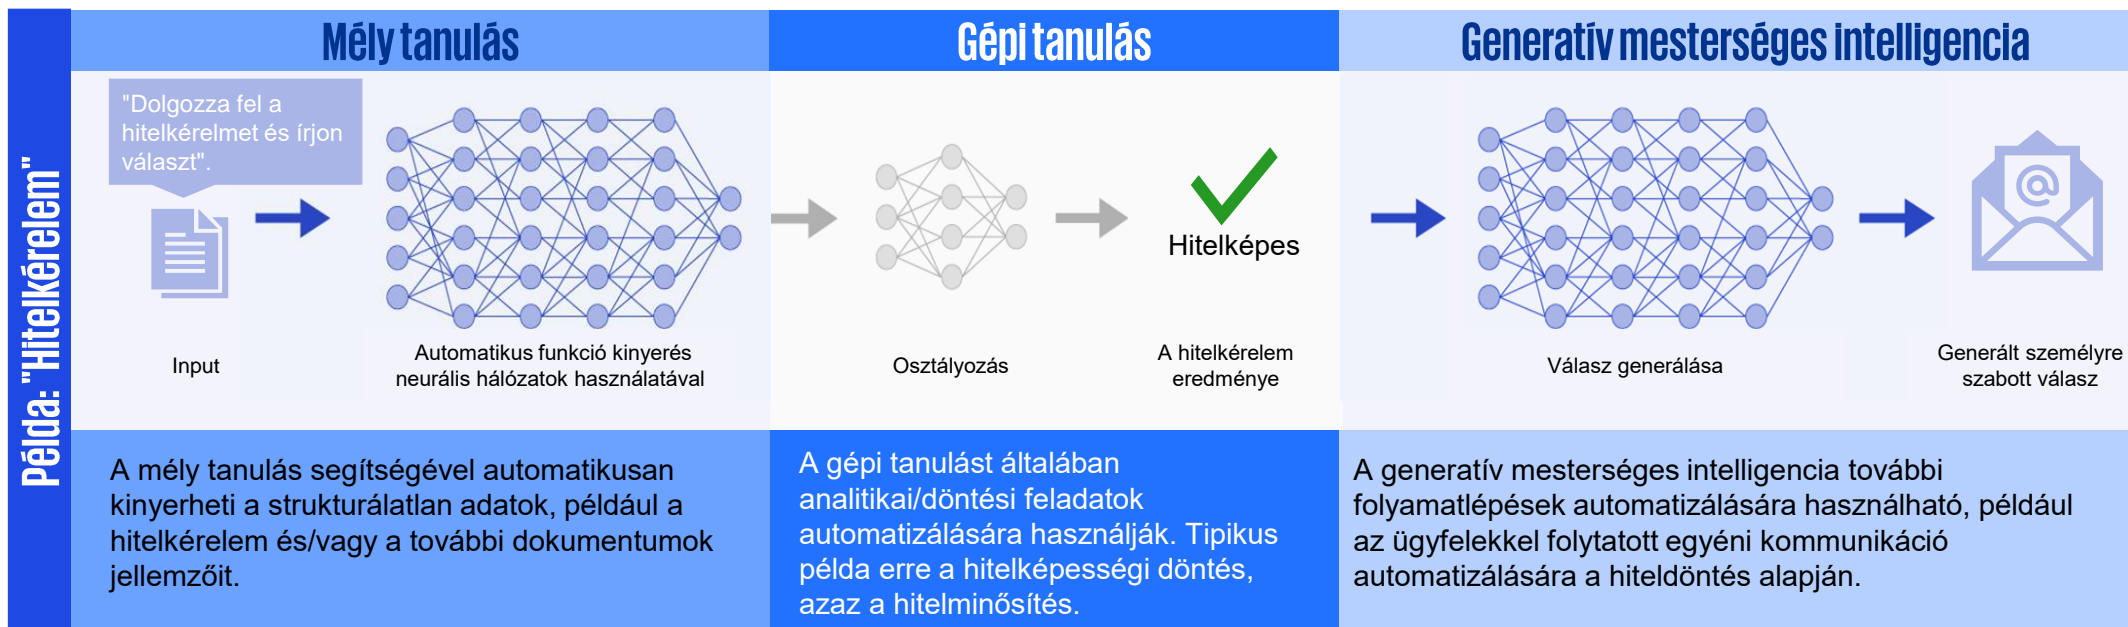 Példa: "Hitelkérelem"
Mély tanulás
"Dolgozza fel a
hitelkérelmet és írjon
választ".
Input
Automatikus funkció kinyerés
neurális hálózatok használatával
A mély tanulás segítségével automatikusan
kinyerheti a strukturálatlan adatok, például a
hitelkérelem és/vagy a további dokumentumok
jellemzőit.
Gépi tanulás
Osztályozás
Hitelképes
A hitelkérelem
eredménye
A gépi tanulást általában
analitikai/döntési feladatok
automatizálására használják. Tipikus
példa erre a hitelképességi döntés,
azaz a hitelminősítés.
Generatív mesterséges intelligencia
Válasz generálása
@
Generált személyre
szabott válasz
A generatív mesterséges intelligencia további
folyamatlépések automatizálására használható, például
az ügyfelekkel folytatott egyéni kommunikáció
automatizálására a hiteldöntés alapján.